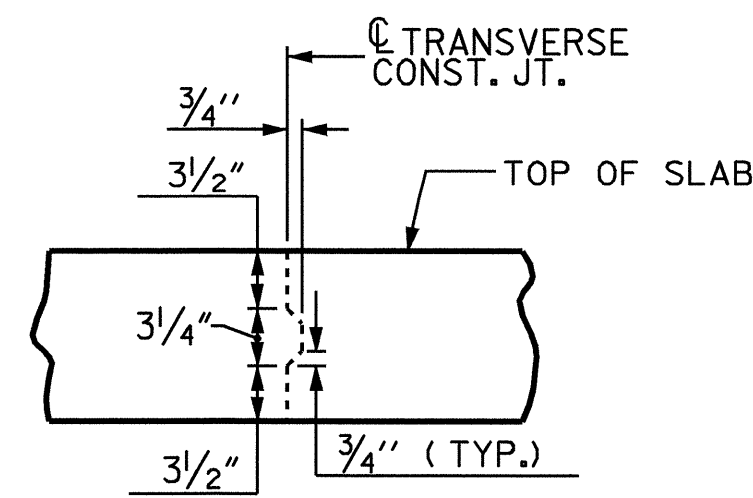 ℄ TRANSVERSE
CONST. JT.
3/4"
3 1/2"
TOP OF SLAB
3 1/4"
3/4" (TYP.)
3 1/2"